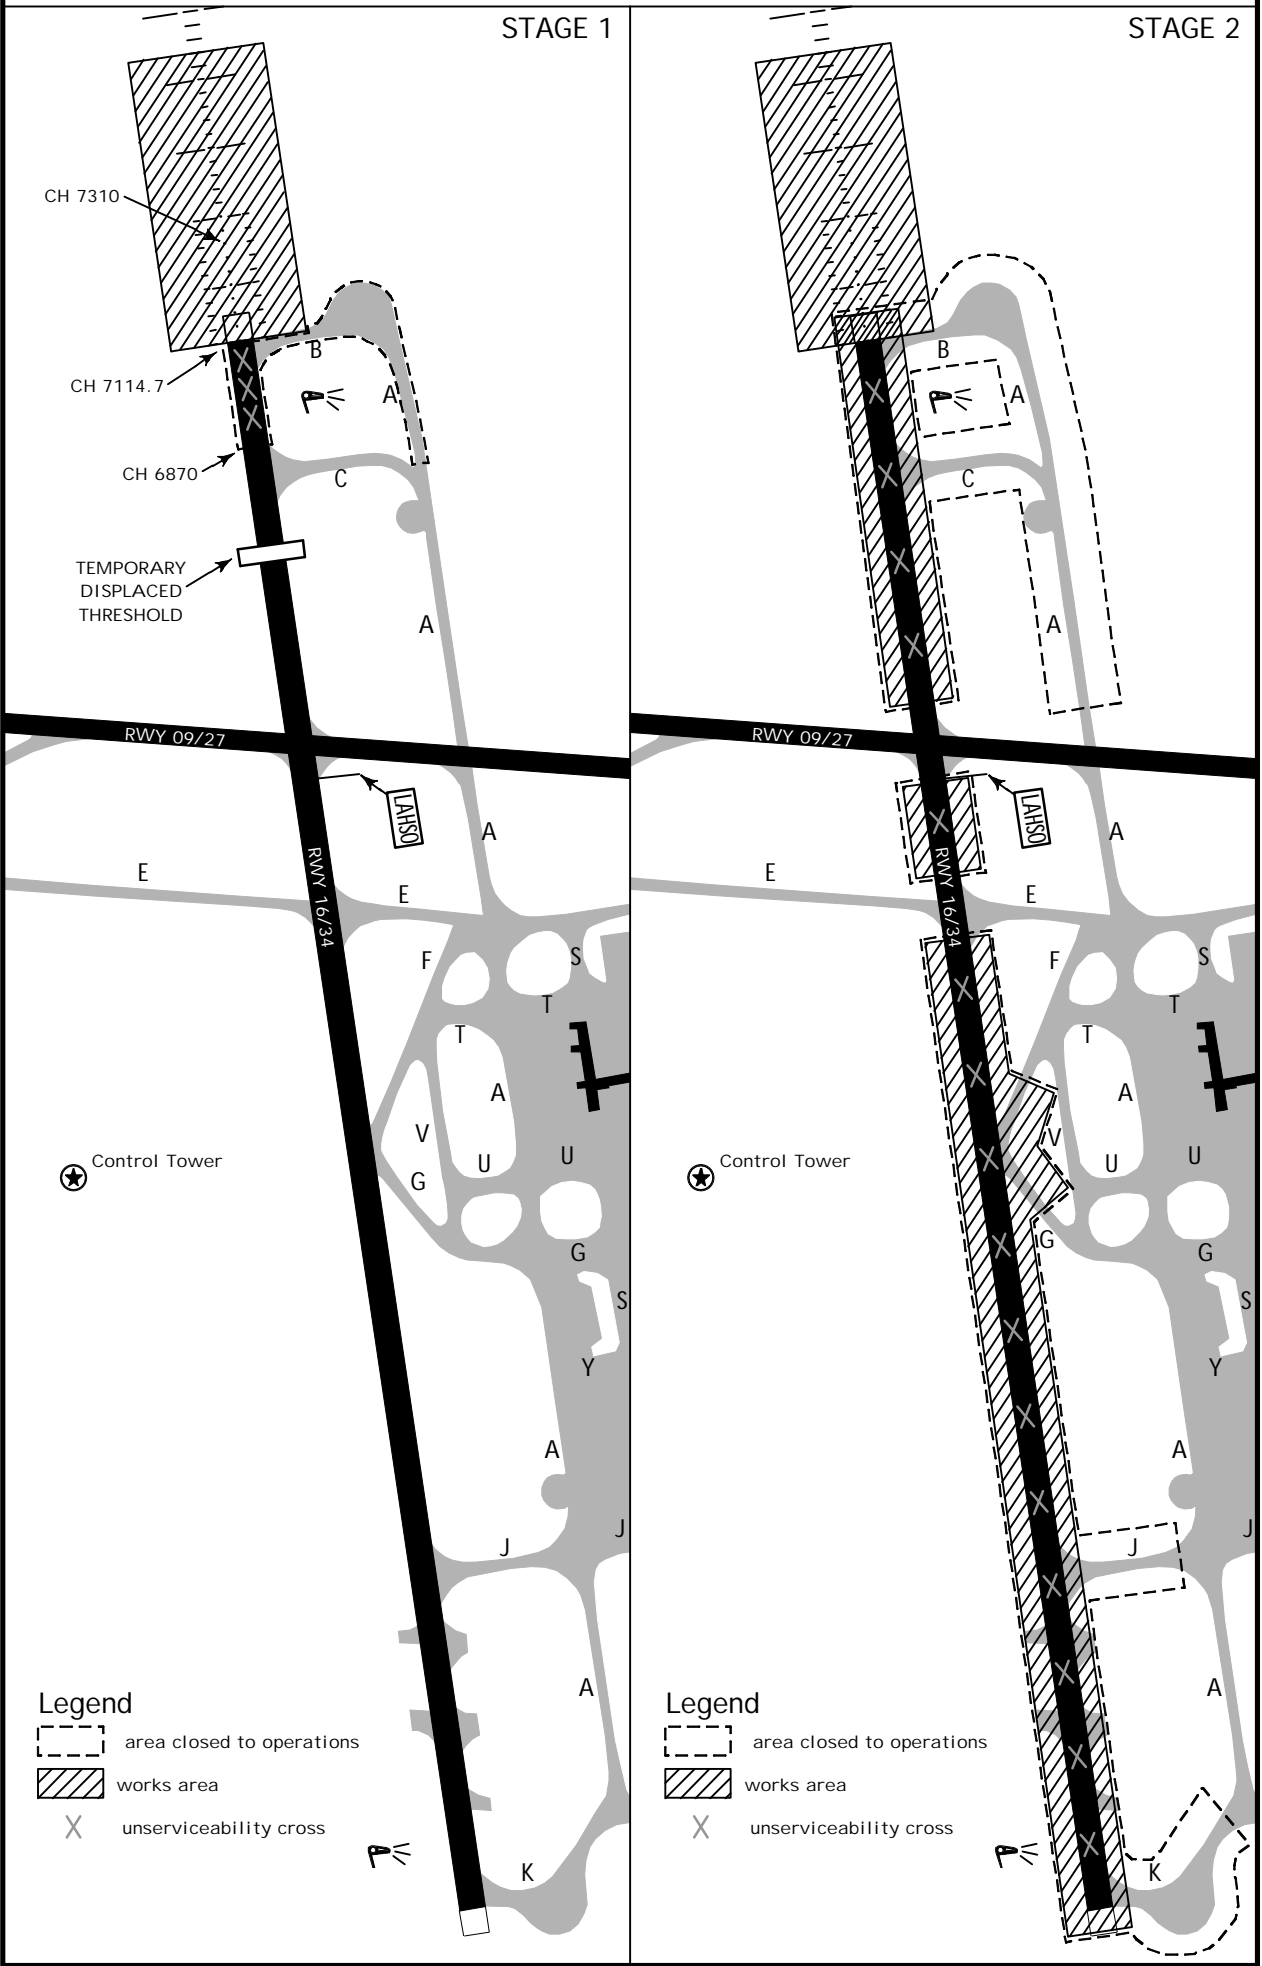 STAGE 1
CH 7310
B
CH 7114.7
A
CH 6870
C
TEMPORARY
DISPLACED
THRESHOLD
A
RWY 09/27
LAHSO
A
E
E
RWY 16/34
F
S
T
T
A
V
U
U
G
Control Tower
G
S
Y
A
J
J
A
Legend
area closed to operations
works area
unserviceability cross
K
STAGE 2
B
A
C
A
RWY 09/27
LAHSO
A
E
E
RWY 16/34
F
S
T
T
A
V
U
U
Control Tower
G
G
S
Y
A
J
J
A
Legend
area closed to operations
works area
unserviceability cross
K